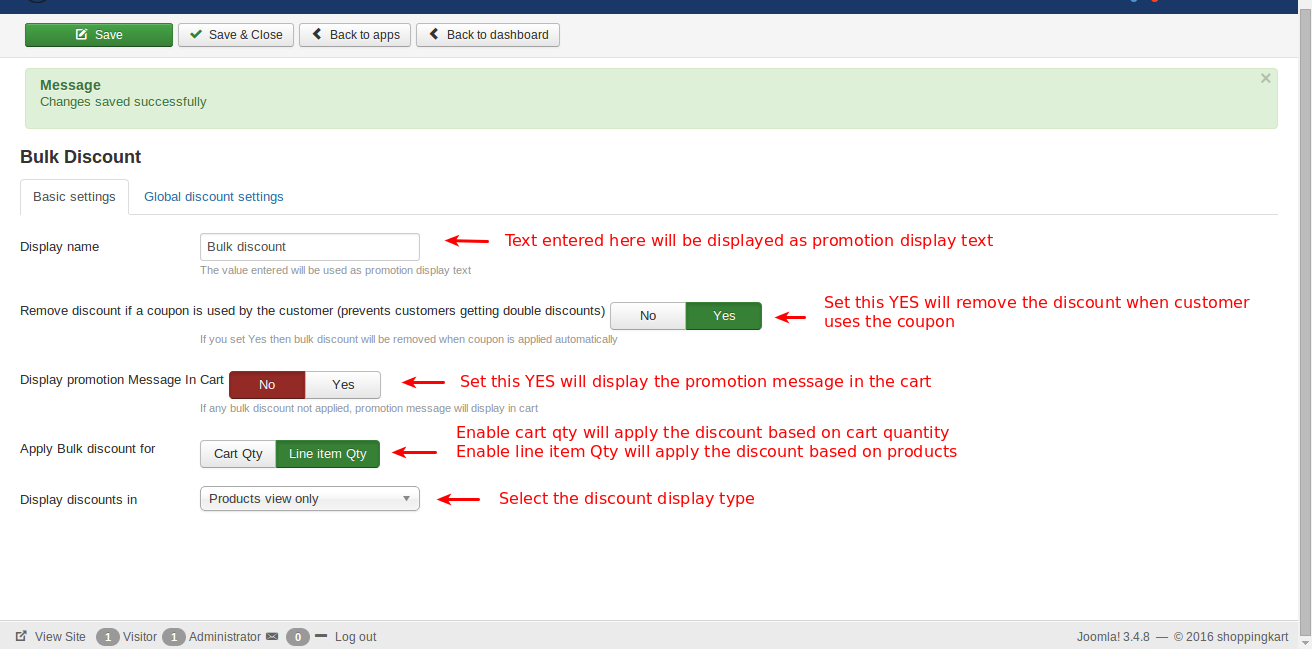 Save
Save & Close
Back to apps
Back to dashboard
Message
Changes saved successfully
×
Bulk Discount
Basic settings
Global discount settings
Display name
Bulk discount
Text entered here will be displayed as promotion display text
The value entered will be used as promotion display text
Remove discount if a coupon is used by the customer (prevents customers getting double discounts)
No
Yes
Set this YES will remove the discount when customer
uses the coupon
If you set Yes then bulk discount will be removed when coupon is applied automatically
Display promotion Message In Cart
No
Yes
Set this YES will display the promotion message in the cart
If any bulk discount not applied, promotion message will display in cart
Apply Bulk discount for
Cart Qty
Line item Qty
Enable cart qty will apply the discount based on cart quantity
Enable line item Qty will apply the discount based on products
Display discounts in
Products view only
Select the discount display type
View Site
1 Visitor
1 Administrator
0
Log out
Joomla! 3.4.8 — © 2016 shoppingkart